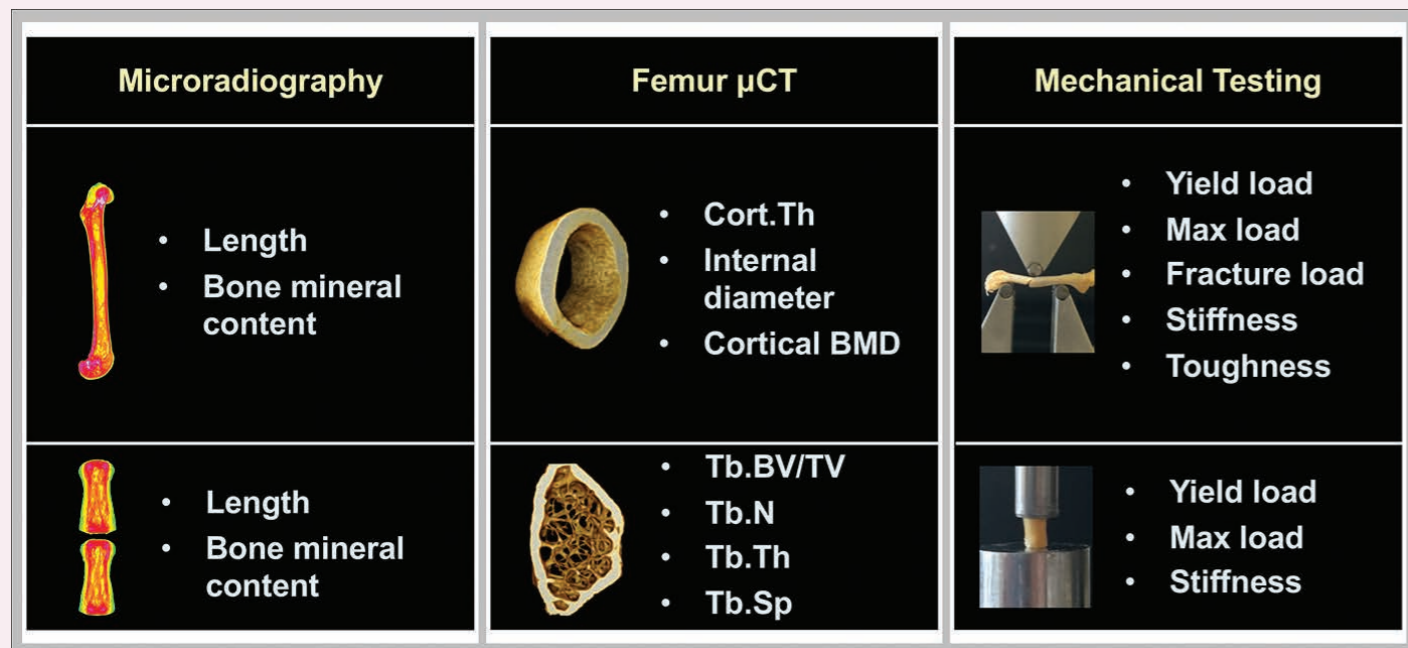 Microradiography
• Length
• Bone mineral
content
• Length
• Bone mineral
content
Femur µCT
• Cort.Th
• Internal
diameter
• Cortical BMD
• Tb.BV/TV
• Tb.N
• Tb.Th
• Tb.Sp
Mechanical Testing
• Yield load
• Max load
• Fracture load
• Stiffness
• Toughness
• Yield load
• Max load
• Stiffness